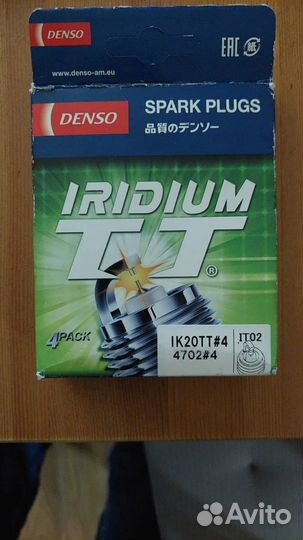 DENSO
www.denso-am.eu
EAC
紙
DENSO
SPARK PLUGS
品質のデンソー
IRIDIUM
TT®
4PACK
IK20TT#4
4702#4
IT02
Avito